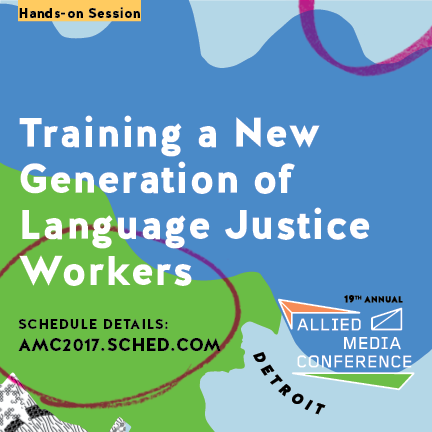 Hands-on Session
Training a New
Generation of
Language Justice
Workers
SCHEDULE DETAILS:
AMC2017.SCHED.COM
19TH ANNUAL
ALLIED
MEDIA
CONFERENCE
DETROIT